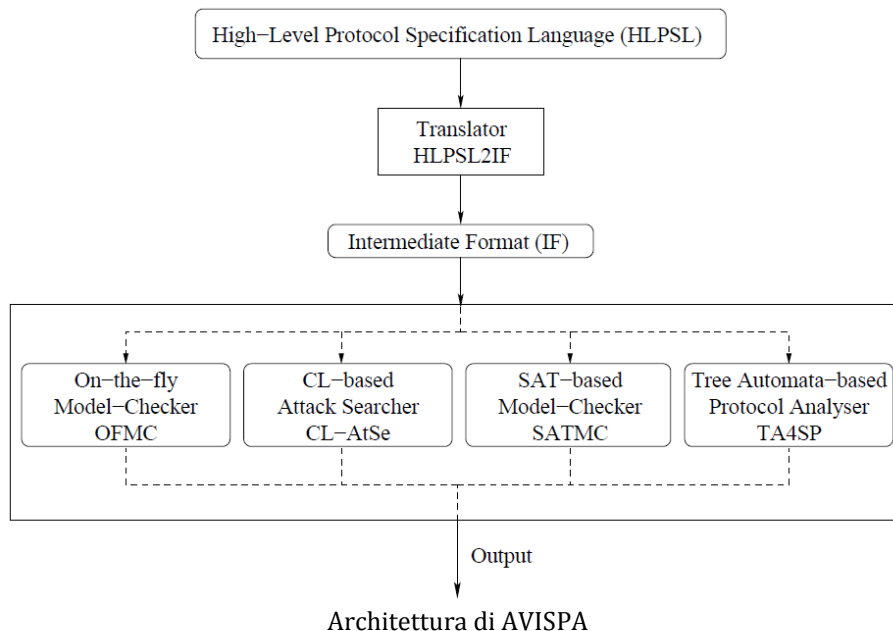 High−Level Protocol Specification Language (HLPSL)
Translator
HLPSL2IF
Intermediate Format (IF)
On−the−fly
Model−Checker
OFMC
CL−based
Attack Searcher
CL−AtSe
SAT−based
Model−Checker
SATMC
Tree Automata−based
Protocol Analyser
TA4SP
Output
Architettura di AVISPA